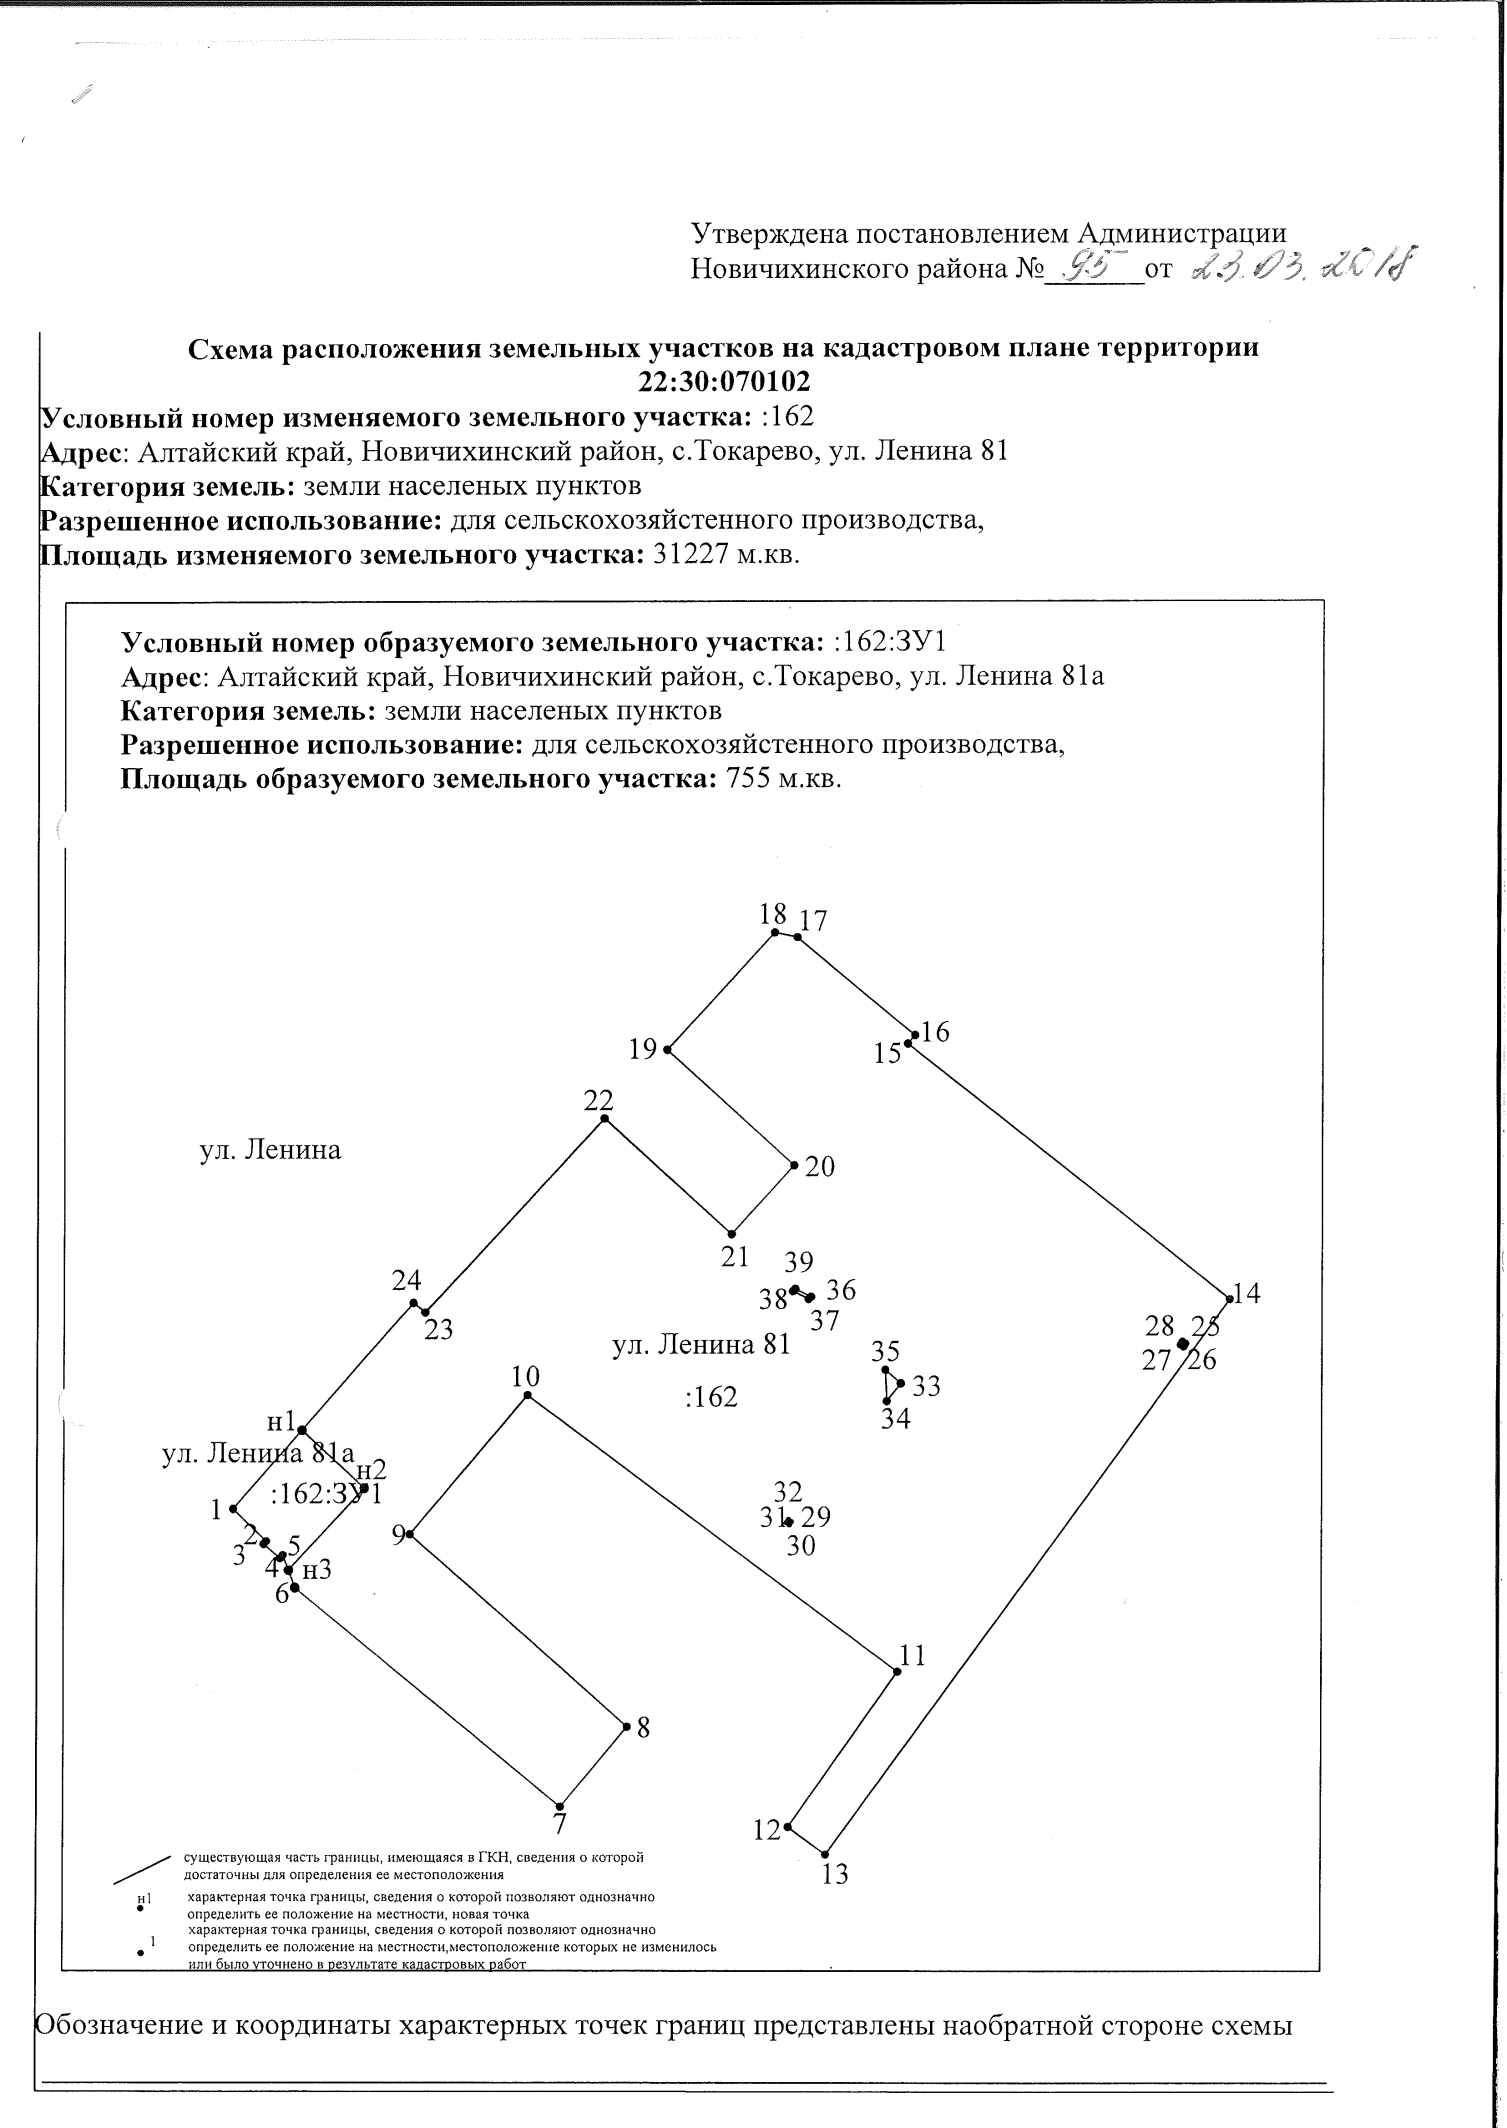 Утверждена постановлением Администрации
Новичихинского района № 95 от 23.03.2018
Схема расположения земельных участков на кадастровом плане территории
22:30:070102
Условный номер изменяемого земельного участка: :162
Адрес: Алтайский край, Новичихинский район, с.Токарево, ул. Ленина 81
Категория земель: земли населеных пунктов
Разрешенное использование: для сельскохозяйстенного производства,
Площадь изменяемого земельного участка: 31227 м.кв.
Условный номер образуемого земельного участка: :162:ЗУ1
Адрес: Алтайский край, Новичихинский район, с.Токарево, ул. Ленина 81а
Категория земель: земли населеных пунктов
Разрешенное использование: для сельскохозяйстенного производства,
Площадь образуемого земельного участка: 755 м.кв.
18 17
16
15
19
22
ул. Ленина
20
21
39
24
38 36
14
37
23
28 25
ул. Ленина 81
35
27 26
10
33
:162
34
н1
ул. Ленина 81а
н2
:162:ЗУ1
32
1
31 29
9
2
30
3
5
4 н3
6
11
8
7
12
13
существующая часть границы, имеющаяся в ГКН, сведения о которой
достаточны для определения ее местоположения
н1 характерная точка границы, сведения о которой позволяют однозначно
определить ее положение на местности, новая точка
характерная точка границы, сведения о которой позволяют однозначно
1 определить ее положение на местности,местоположение которых не изменилось
или было уточнено в результате кадастровых работ
Обозначение и координаты характерных точек границ представлены наобратной стороне схемы